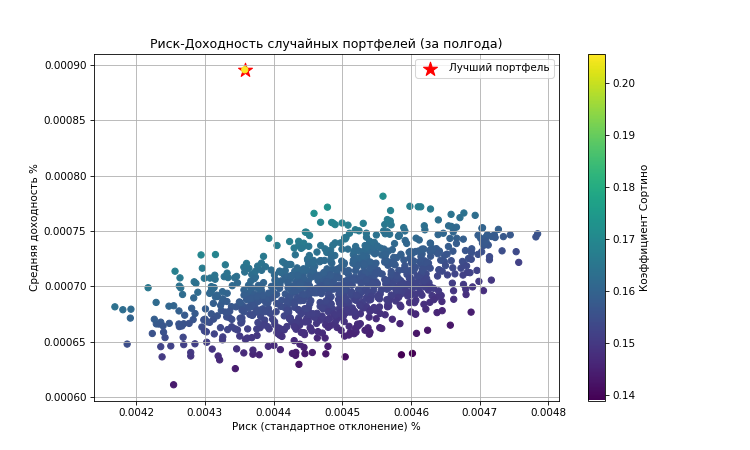 Риск-Доходность случайных портфелей (за полгода)
Лучший портфель
Средняя доходность %
0.00090
0.00085
0.00080
0.00075
0.00070
0.00065
0.00060
0.0042 0.0043 0.0044 0.0045 0.0046 0.0047 0.0048
Риск (стандартное отклонение) %
0.20
0.19
0.18
0.17
0.16
0.15
0.14
Коэффициент Сортино